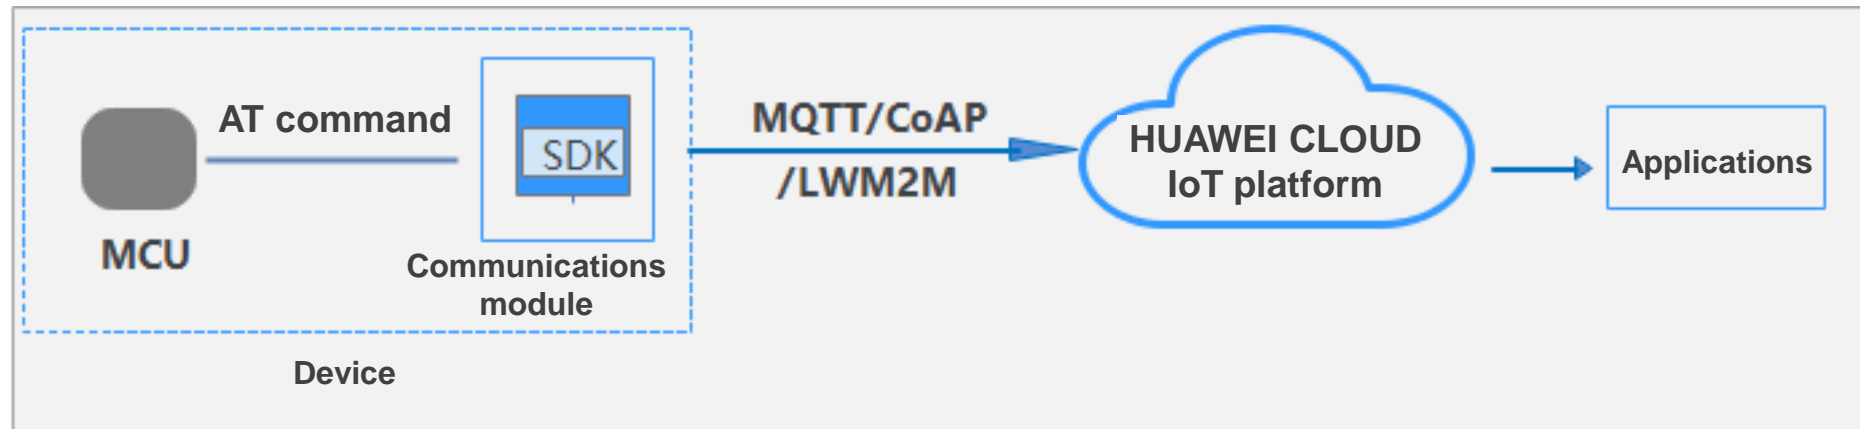 AT command
SDK
MCU
Communications
module
Device
MQTT/CoAP
/LWM2M
HUAWEI CLOUD
IoT platform
Applications